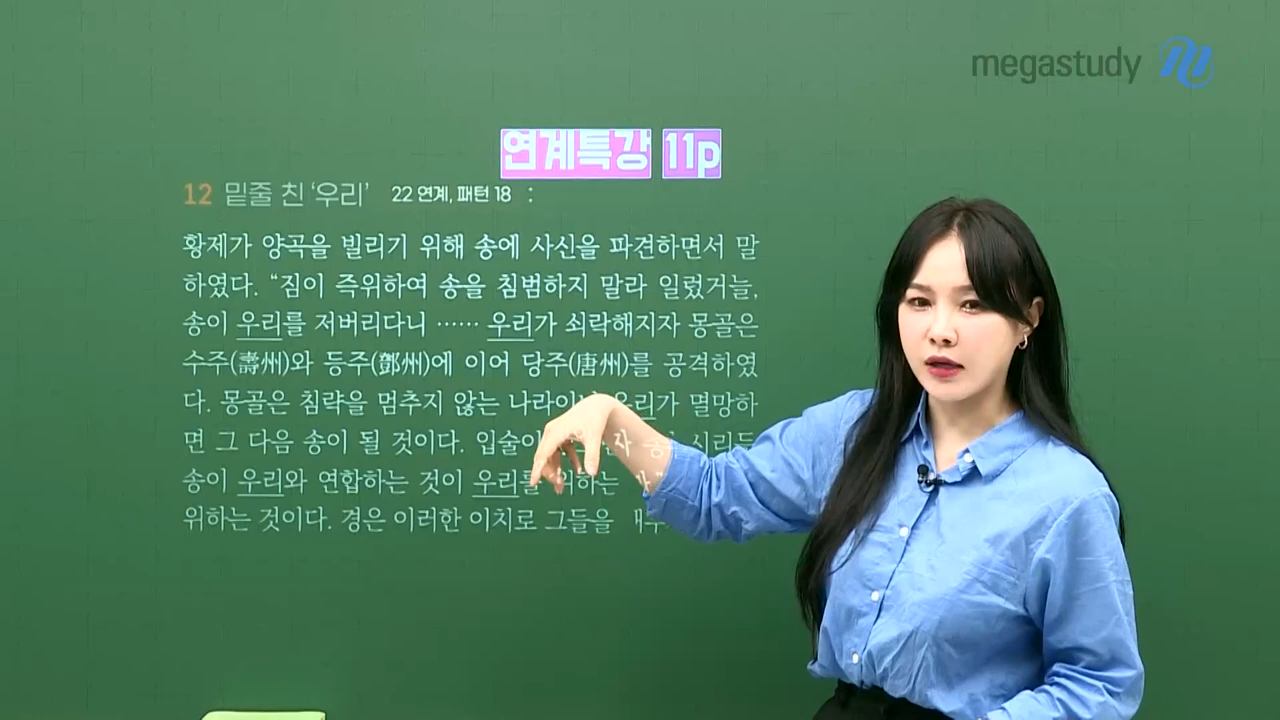 megastudy
연계특강 11p
12 밑줄 친 ‘우리’ 22 연계, 패턴 18 :
황제가 양곡을 빌리기 위해 송에 사신을 파견하면서 말
하였다. “짐이 즉위하여 송을 침범하지 말라 일렀거늘,
송이 우리를 저버리다니 …… 우리가 쇠락해지자 몽골은
수주(壽州)와 등주(鄧州)에 이어 당주(唐州)를 공격하였
다. 몽골은 침략을 멈추지 않는 나라이니 우리가 멸망하
면 그 다음 송이 될 것이다. 입술이 시리듯
송이 우리와 연합하는 것이 우리를 위하는
위하는 것이다. 경은 이러한 이치로 그들을